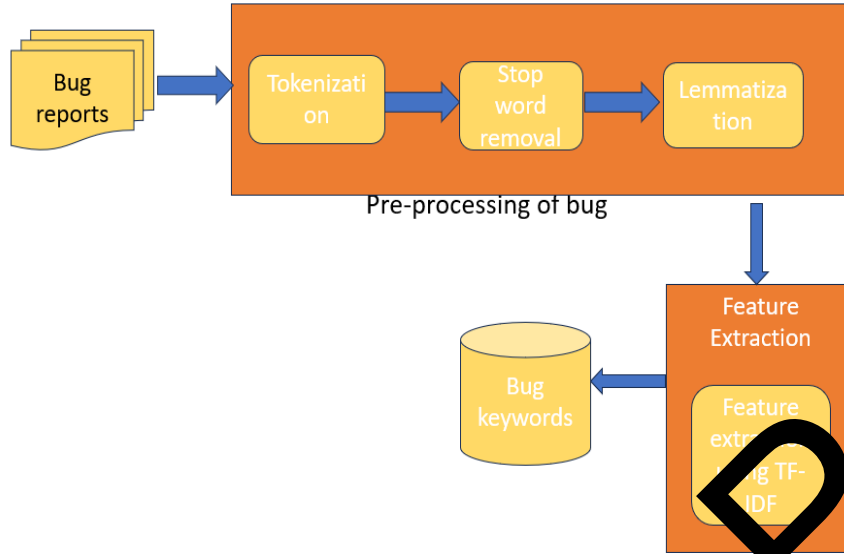 Bug
reports
Tokenizati
on
Stop
word
removal
Lemmatiza
tion
Pre-processing of bug
Feature
Extraction
Bug
keywords
Feature
TF-
IDF